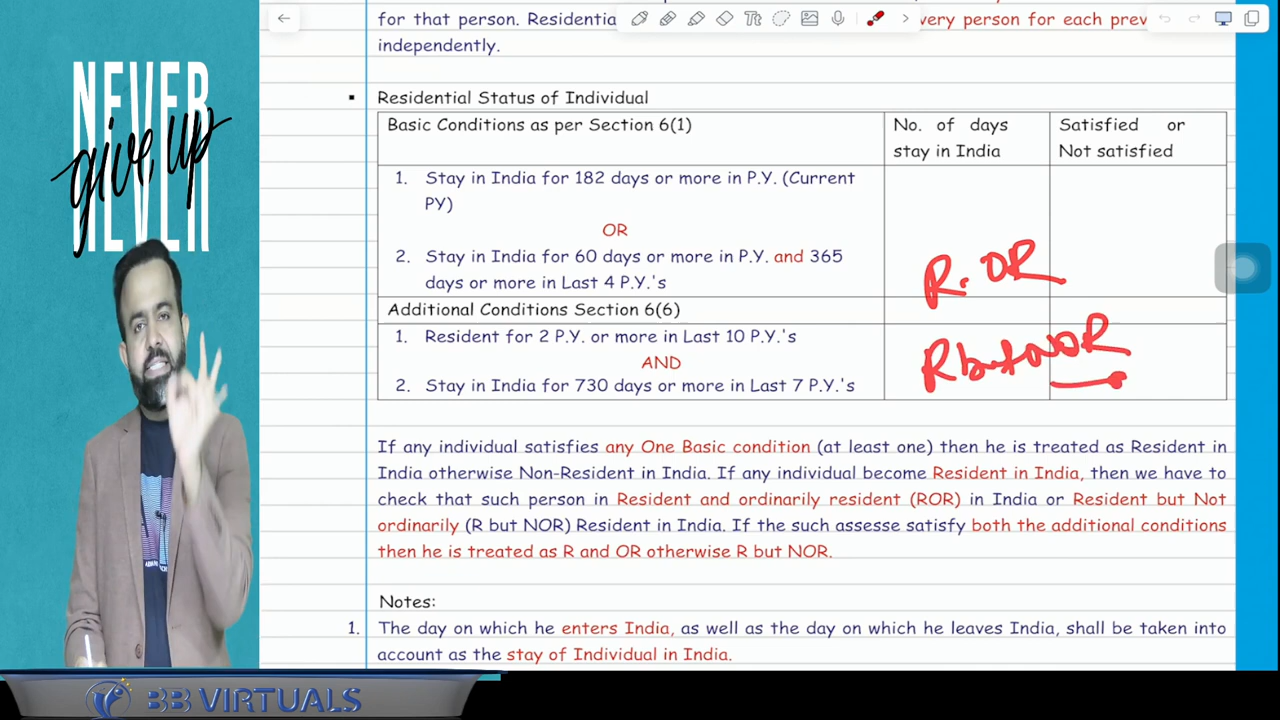 NEVER
give up
NEVER
for that person. Residentia
very person for each prev
independently.
▪ Residential Status of Individual
Basic Conditions as per Section 6(1)
No. of days stay in India
Satisfied or Not satisfied
1. Stay in India for 182 days or more in P.Y. (Current
PY)
OR
2. Stay in India for 60 days or more in P.Y. and 365
days or more in Last 4 P.Y.'s
R. OR
Additional Conditions Section 6(6)
1. Resident for 2 P.Y. or more in Last 10 P.Y.'s
AND
2. Stay in India for 730 days or more in Last 7 P.Y.'s
R but NOR
If any individual satisfies any One Basic condition (at least one) then he is treated as Resident in
India otherwise Non-Resident in India. If any individual become Resident in India, then we have to
check that such person in Resident and ordinarily resident (ROR) in India or Resident but Not
ordinarily (R but NOR) Resident in India. If the such assesse satisfy both the additional conditions
then he is treated as R and OR otherwise R but NOR.
Notes:
1. The day on which he enters India, as well as the day on which he leaves India, shall be taken into
account as the stay of Individual in India.
BB VIRTUALS